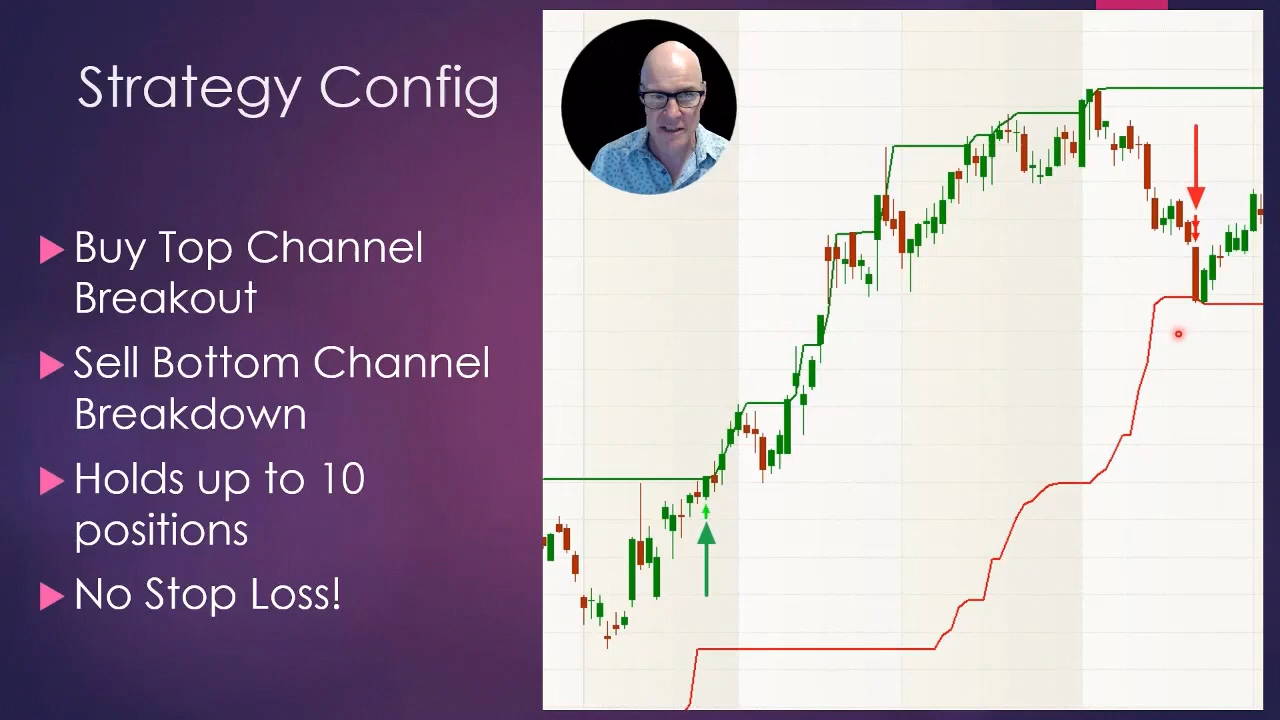 Strategy Config
Buy Top Channel
Breakout
Sell Bottom Channel
Breakdown
Holds up to 10
positions
No Stop Loss!